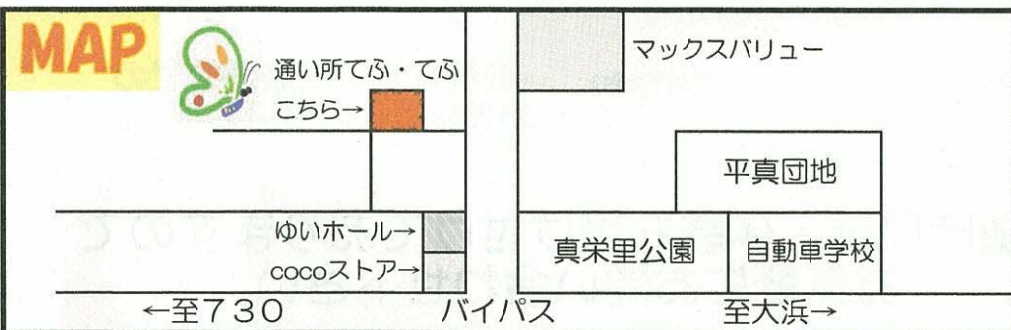 MAP
通い所てふ・てふ
こちら→
マックスバリュー
平真団地
ゆいホール→
cocoストア→
真栄里公園
自動車学校
←至730
バイパス
至大浜→